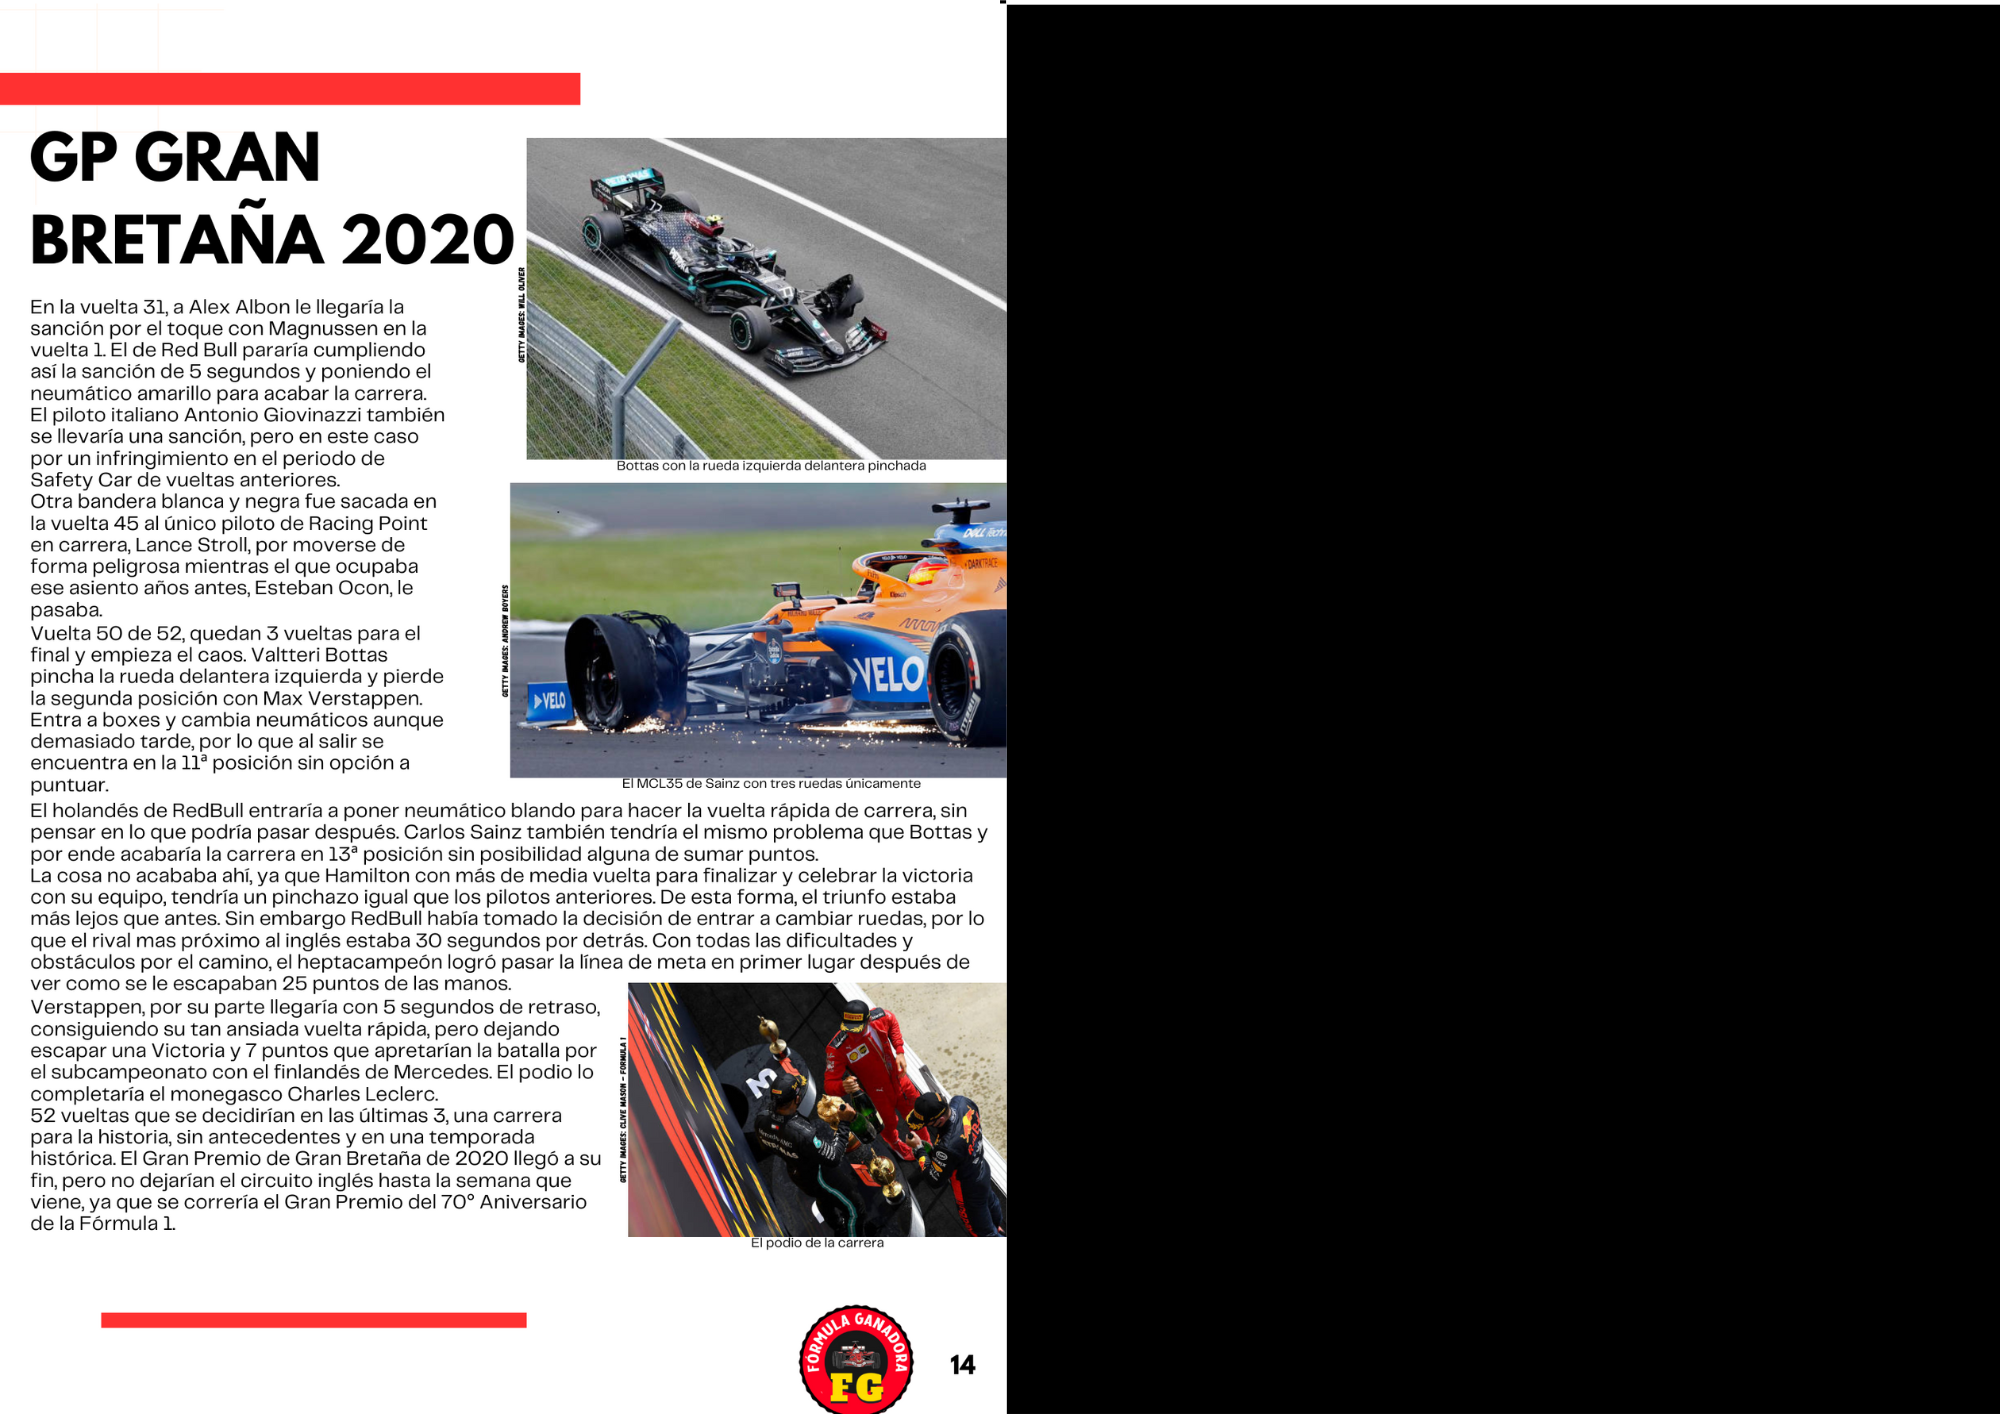 GP GRAN
BRETAÑA 2020
En la vuelta 31, a Alex Albon le llegaría la
sanción por el toque con Magnussen en la
vuelta 1. El de Red Bull pararía cumpliendo
así la sanción de 5 segundos y poniendo el
neumático amarillo para acabar la carrera.
El piloto italiano Antonio Giovinazzi también
se llevaría una sanción, pero en este caso
por un infringimiento en el periodo de
Safety Car de vueltas anteriores.
Otra bandera blanca y negra fue sacada en
la vuelta 45 al único piloto de Racing Point
en carrera, Lance Stroll, por moverse de
forma peligrosa mientras el que ocupaba
ese asiento años antes, Esteban Ocon, le
pasaba.
Vuelta 50 de 52, quedan 3 vueltas para el
final y empieza el caos. Valtteri Bottas
pincha la rueda delantera izquierda y pierde
la segunda posición con Max Verstappen.
Entra a boxes y cambia neumáticos aunque
demasiado tarde, por lo que al salir se
encuentra en la 11ª posición sin opción a
puntuar.
GETTY IMAGES: WILL OLIVER
77
77
Bottas con la rueda izquierda delantera pinchada
GETTY IMAGES: ANDREW BOYERS
DELL Techn
DARKTRACE
VELO
VELO
El MCL35 de Sainz con tres ruedas únicamente
El holandés de RedBull entraría a poner neumático blando para hacer la vuelta rápida de carrera, sin
pensar en lo que podría pasar después. Carlos Sainz también tendría el mismo problema que Bottas y
por ende acabaría la carrera en 13ª posición sin posibilidad alguna de sumar puntos.
La cosa no acababa ahí, ya que Hamilton con más de media vuelta para finalizar y celebrar la victoria
con su equipo, tendría un pinchazo igual que los pilotos anteriores. De esta forma, el triunfo estaba
más lejos que antes. Sin embargo RedBull había tomado la decisión de entrar a cambiar ruedas, por lo
que el rival mas próximo al inglés estaba 30 segundos por detrás. Con todas las dificultades y
obstáculos por el camino, el heptacampeón logró pasar la línea de meta en primer lugar después de
ver como se le escapaban 25 puntos de las manos.
Verstappen, por su parte llegaría con 5 segundos de retraso,
consiguiendo su tan ansiada vuelta rápida, pero dejando
escapar una Victoria y 7 puntos que apretarían la batalla por
el subcampeonato con el finlandés de Mercedes. El podio lo
completaría el monegasco Charles Leclerc.
52 vueltas que se decidirían en las últimas 3, una carrera
para la historia, sin antecedentes y en una temporada
histórica. El Gran Premio de Gran Bretaña de 2020 llegó a su
fin, pero no dejarían el circuito inglés hasta la semana que
viene, ya que se correría el Gran Premio del 70° Aniversario
de la Fórmula 1.
GETTY IMAGES: CLIVE MASON - FORMULA 1
3
El podio de la carrera
FÓRMULA GANADORA
FG
14